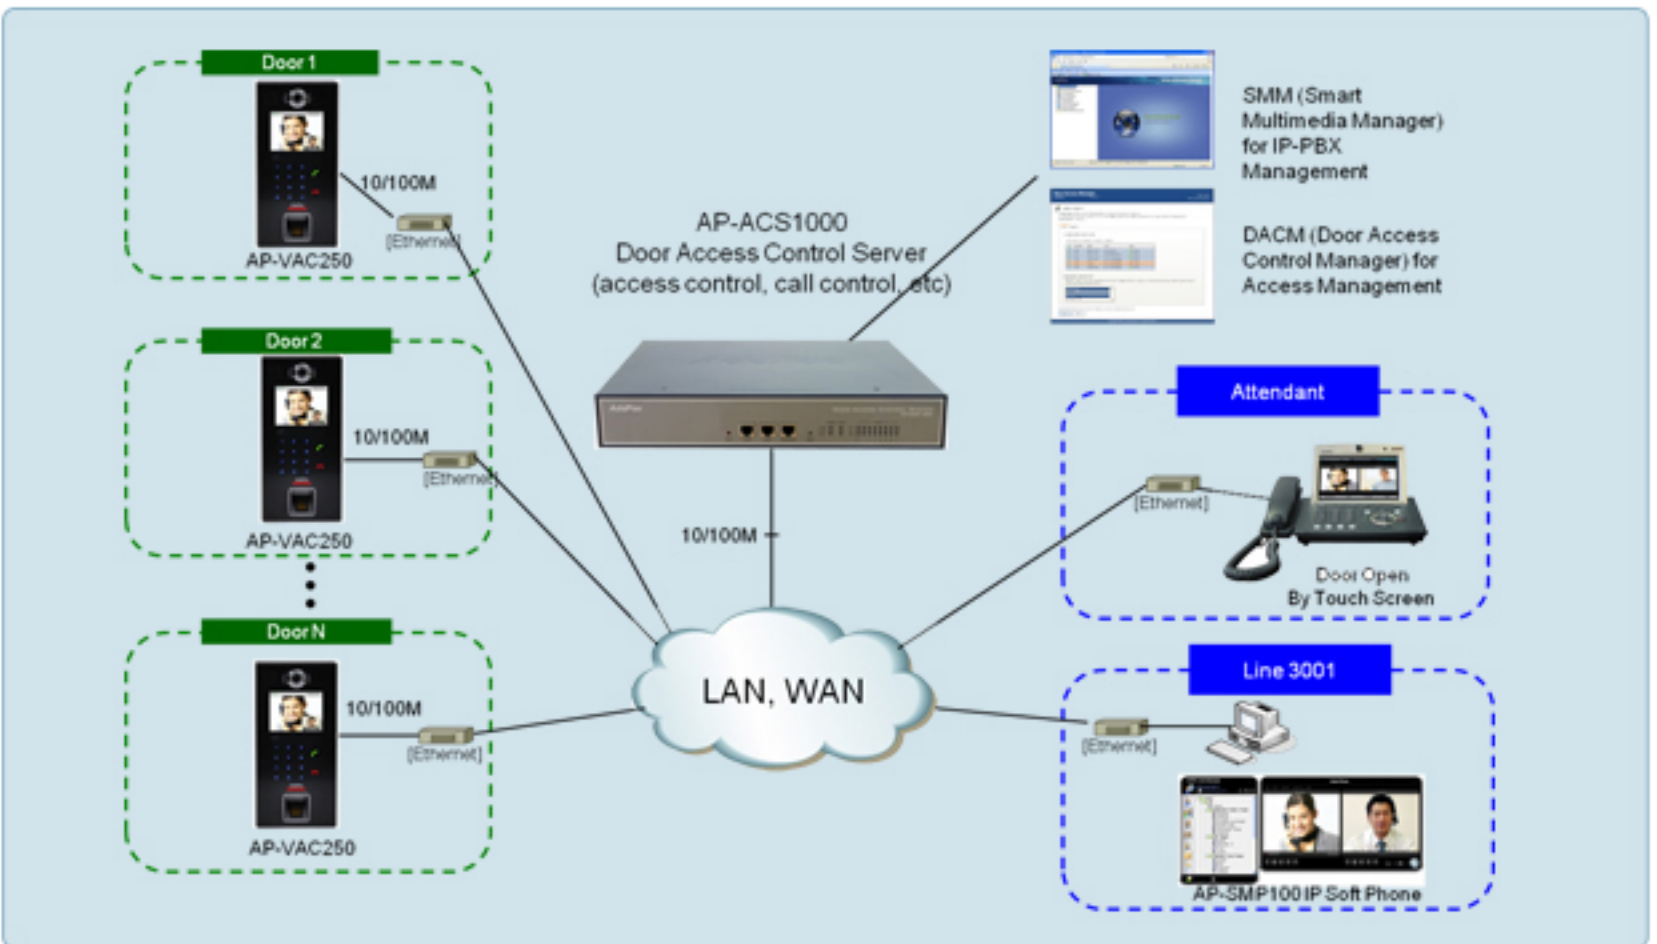 Door 1
10/100M
[Ethernet]
AP-VAC250
Door 2
10/100M
[Ethernet]
AP-VAC250
Door N
10/100M
[Ethernet]
AP-VAC250
AP-ACS1000
Door Access Control Server
(access control, call control, etc)
10/100M
LAN, WAN
SMM (Smart
Multimedia Manager)
for IP-PBX
Management
DACM (Door Access
Control Manager) for
Access Management
Attendant
[Ethernet]
Door Open
By Touch Screen
Line 3001
[Ethernet]
AP-SMP100 IP Soft Phone